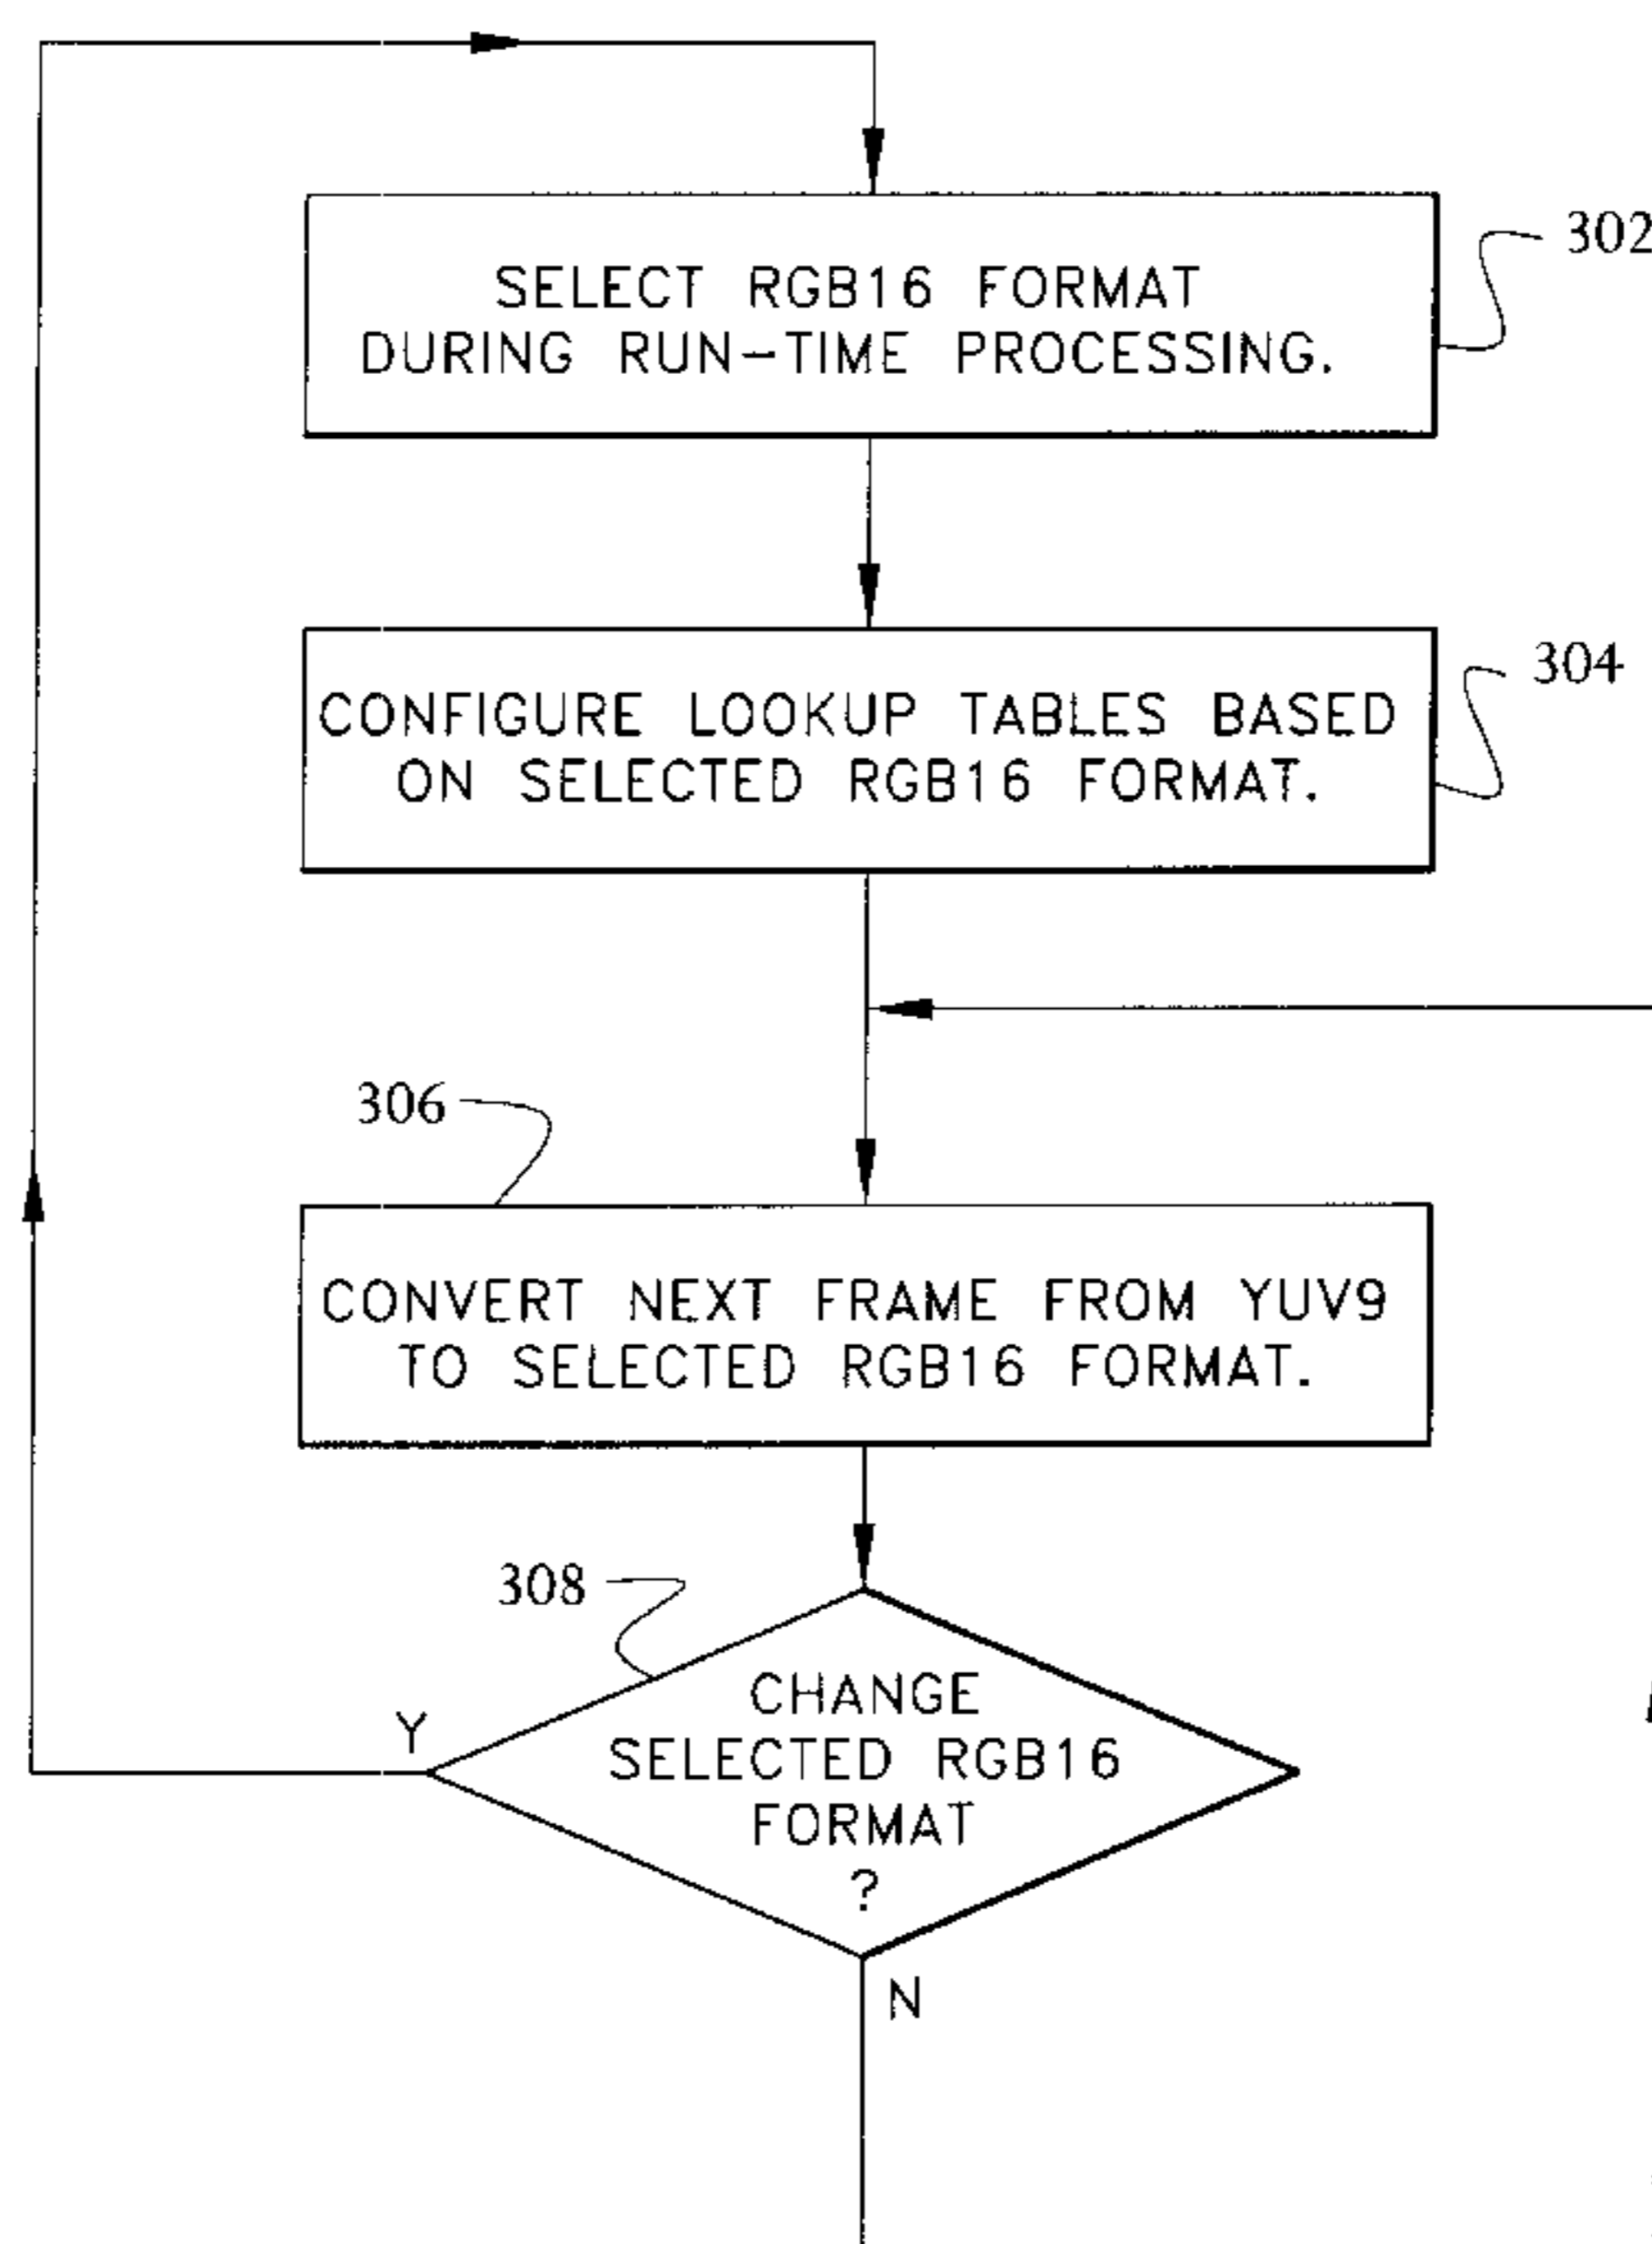 302
SELECT RGB16 FORMAT
DURING RUN-TIME PROCESSING.
304
CONFIGURE LOOKUP TABLES BASED
ON SELECTED RGB16 FORMAT.
306
CONVERT NEXT FRAME FROM YUV9
TO SELECTED RGB16 FORMAT.
308
CHANGE
SELECTED RGB16
FORMAT
?
Y
N